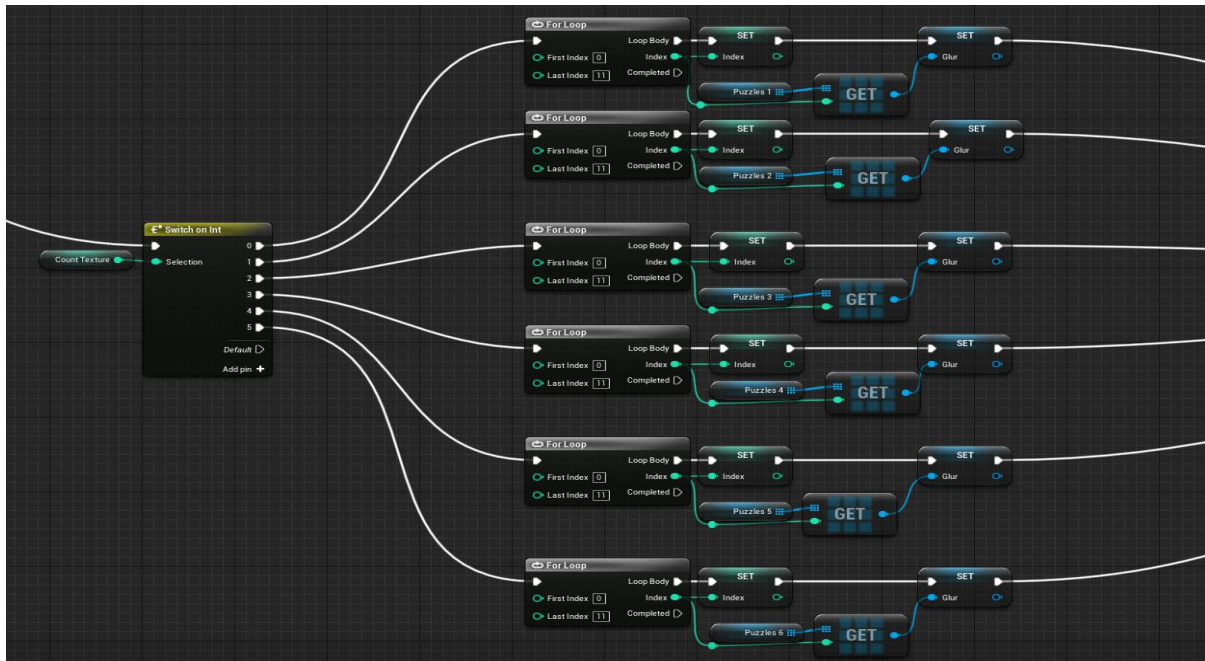 For Loop
Loop Body
First Index 0
Index
Last Index 11
Completed
SET
Index
Puzzles 1
GET
SET
Glur
For Loop
Loop Body
First Index 0
Index
Last Index 11
Completed
SET
Index
Puzzles 2
GET
SET
Glur
Switch on Int
Count Texture
Selection
0
1
2
3
4
5
Default
Add pin
For Loop
Loop Body
First Index 0
Index
Last Index 11
Completed
SET
Index
Puzzles 3
GET
SET
Glur
For Loop
Loop Body
First Index 0
Index
Last Index 11
Completed
SET
Index
Puzzles 4
GET
SET
Glur
For Loop
Loop Body
First Index 0
Index
Last Index 11
Completed
SET
Index
Puzzles 5
GET
SET
Glur
For Loop
Loop Body
First Index 0
Index
Last Index 11
Completed
SET
Index
Puzzles 6
GET
SET
Glur